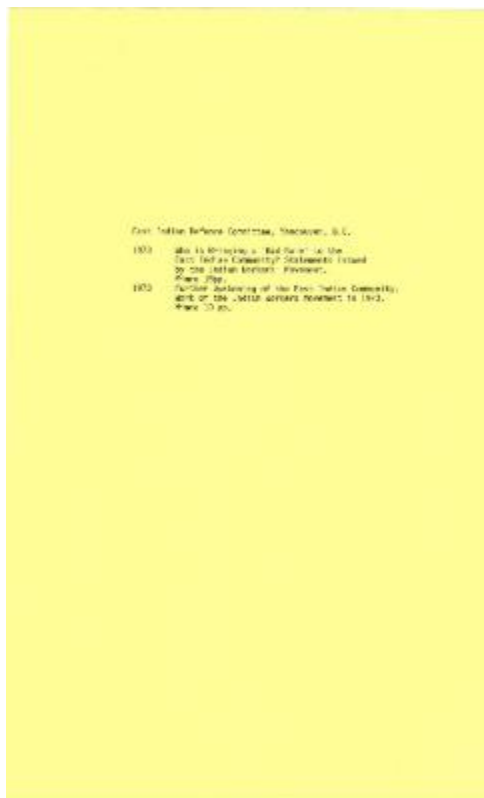 East Indian Defence Committee, Vancouver, B.C.
1973 Who is Bringing a 'Bad Name' to the
East Indian Community? Statements issued
by the Indian Workers' Movement.
1973 Further Awakening of the East Indian Community.
Work of the Indian Workers Movement in 1973.